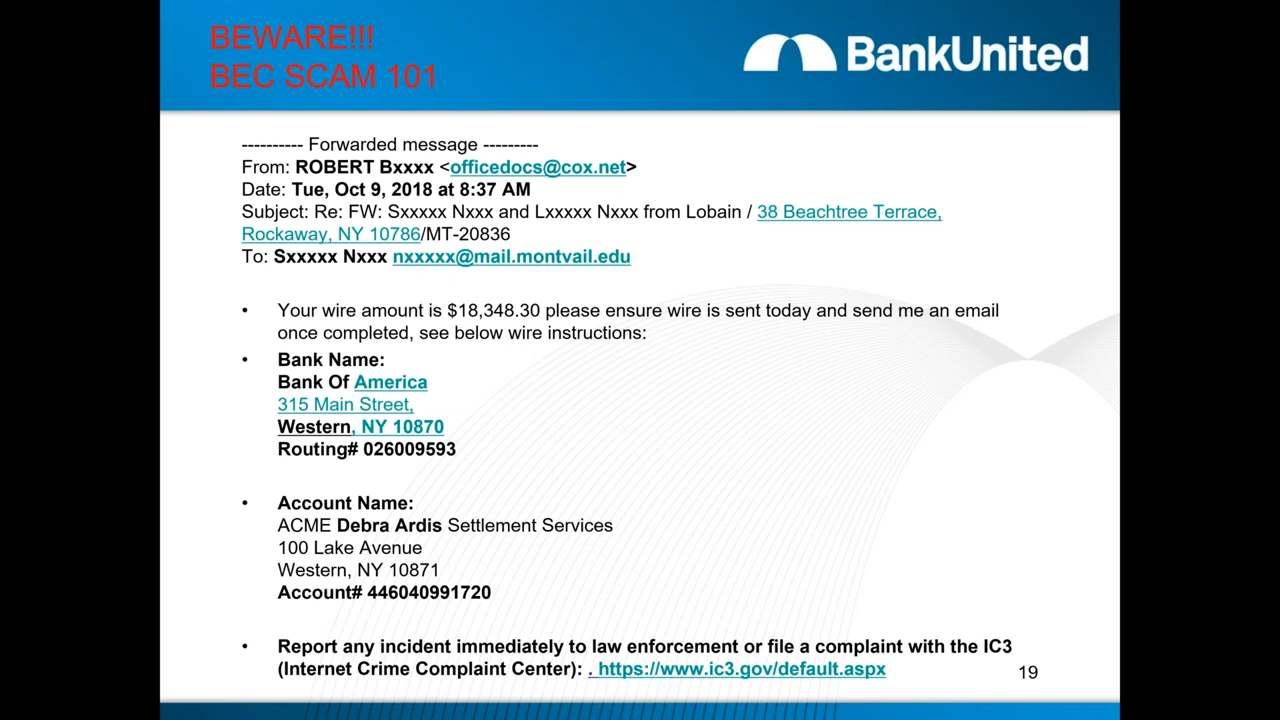 BEWARE!!!
BEC SCAM 101
BankUnited
---------- Forwarded message ---------
From: ROBERT Bxxxx <officedocs@cox.net>
Date: Tue, Oct 9, 2018 at 8:37 AM
Subject: Re: FW: Sxxxxx Nxxx and Lxxxxx Nxxx from Lobain / 38 Beachtree Terrace,
Rockaway, NY 10786/MT-20836
To: Sxxxxx Nxxx nxxxxx@mail.montvail.edu
• Your wire amount is $18,348.30 please ensure wire is sent today and send me an email
once completed, see below wire instructions:
• Bank Name:
Bank Of America
315 Main Street,
Western, NY 10870
Routing# 026009593
• Account Name:
ACME Debra Ardis Settlement Services
100 Lake Avenue
Western, NY 10871
Account# 446040991720
• Report any incident immediately to law enforcement or file a complaint with the IC3
(Internet Crime Complaint Center): . https://www.ic3.gov/default.aspx
19